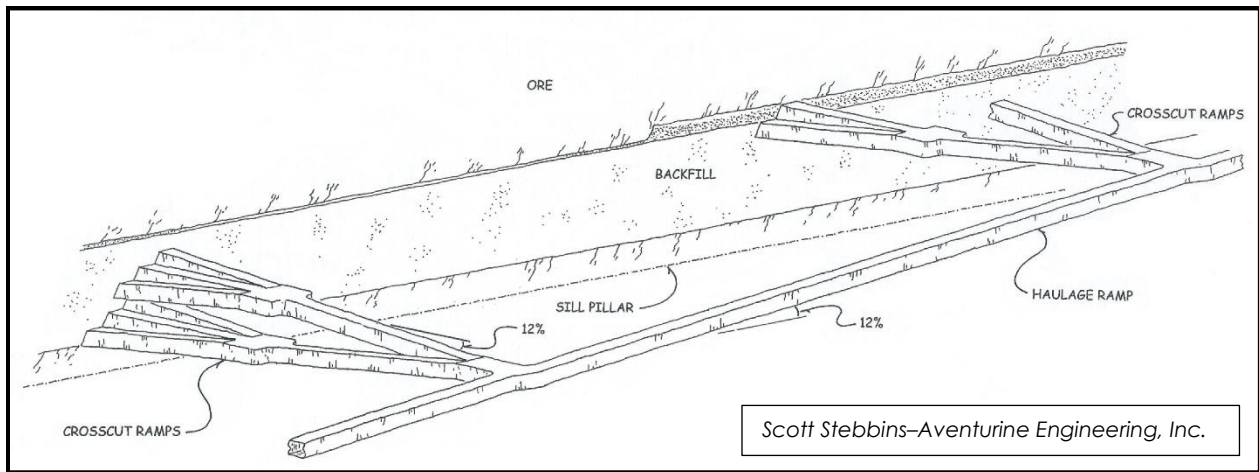 ORE
CROSSCUT RAMPS
BACKFILL
HAULAGE RAMP
SILL PILLAR
12%
12%
CROSSCUT RAMPS
Scott Stebbins–Aventurine Engineering, Inc.